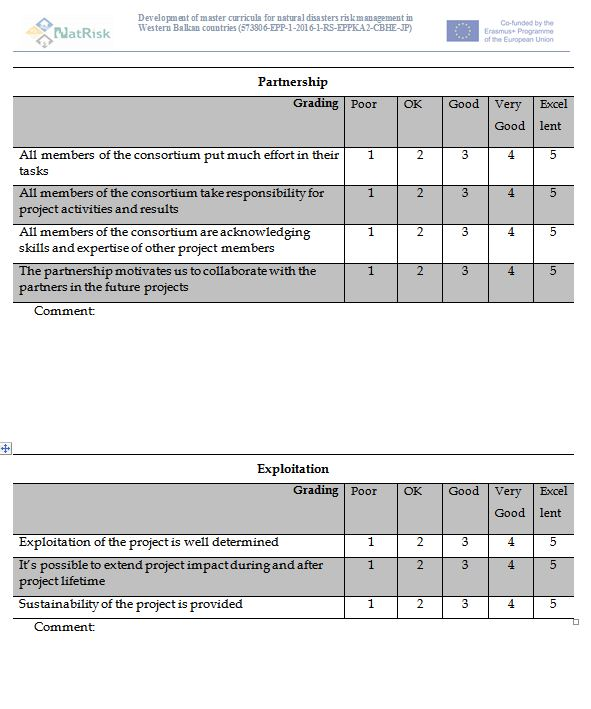 NatRisk
Development of master curricula for natural disasters risk management in
Western Balkan countries (573806-EPP-1-2016-1-RS-EPPKA2-CBHE-JP)
Co-funded by the
Erasmus+ Programme
of the European Union
Partnership
Grading Poor OK Good Very Excel
Good lent
All members of the consortium put much effort in their 1 2 3 4 5
tasks
All members of the consortium take responsibility for 1 2 3 4 5
project activities and results
All members of the consortium are acknowledging 1 2 3 4 5
skills and expertise of other project members
The partnership motivates us to collaborate with the 1 2 3 4 5
partners in the future projects
Comment:
Exploitation
Grading Poor OK Good Very Excel
Good lent
Exploitation of the project is well determined 1 2 3 4 5
It's possible to extend project impact during and after 1 2 3 4 5
project lifetime
Sustainability of the project is provided 1 2 3 4 5
Comment: